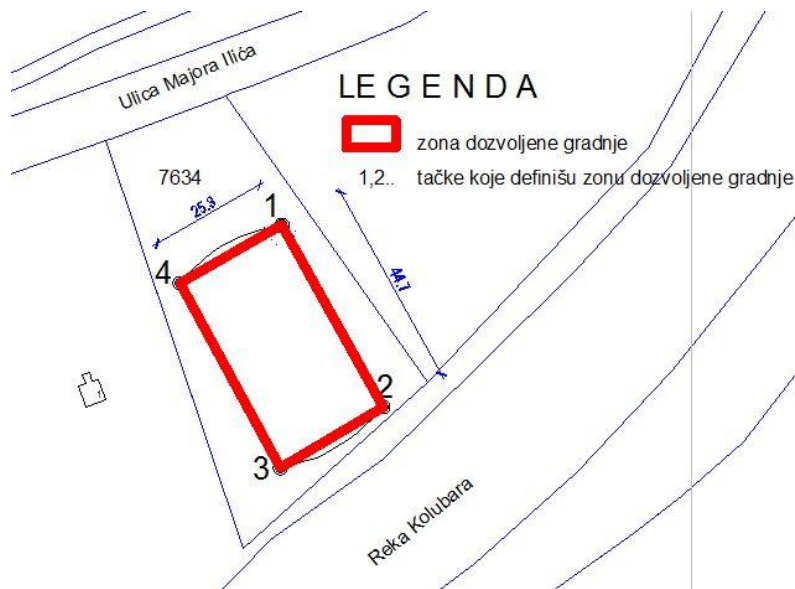 Ulica Majora Ilića
L E G E N D A
zona dozvoljene gradnje
1,2.. tačke koje definišu zonu dozvoljene gradnje
7634
25.3
1
4
44.7
2
3
Reka Kolubara